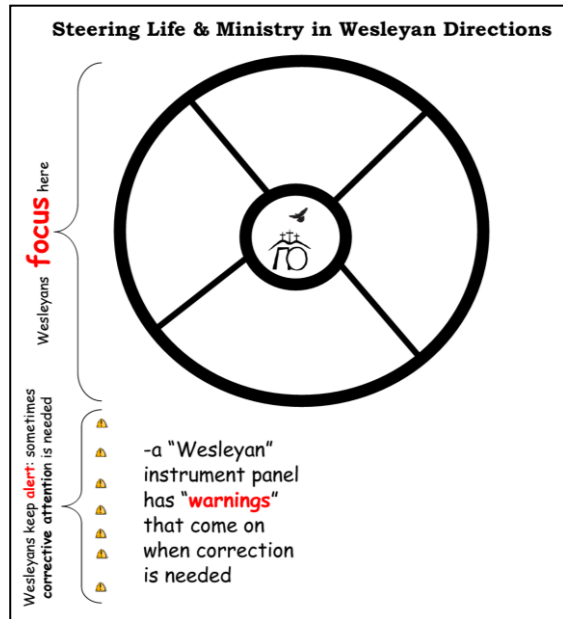 Steering Life & Ministry in Wesleyan Directions
Wesleyans focus here
Wesleyans keep alert: sometimes
corrective attention is needed
-a “Wesleyan”
instrument panel
has “warnings”
that come on
when correction
is needed